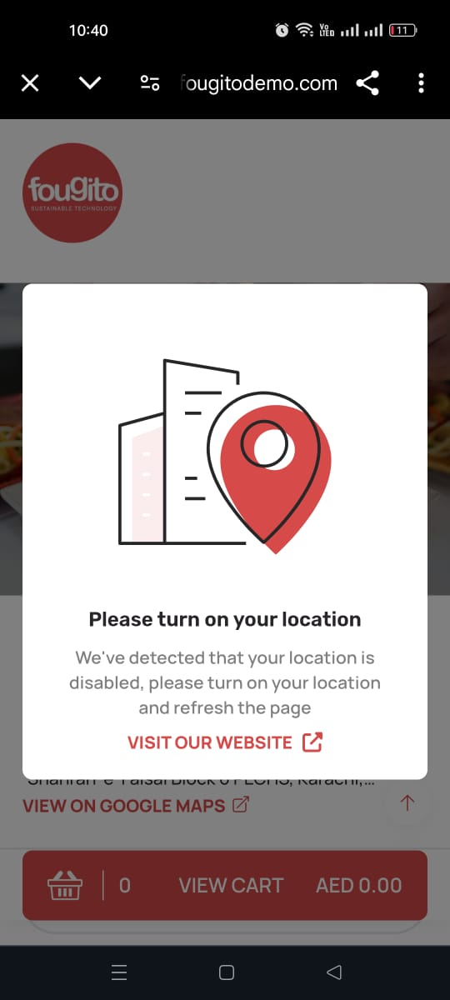 10:40
Vo
LTED
11
fougitodemo.com
fougito
SUSTAINABLE TECHNOLOGY
Please turn on your location
We've detected that your location is
disabled, please turn on your location
and refresh the page
VISIT OUR WEBSITE
Karachi,...
VIEW ON GOOGLE MAPS
0 VIEW CART AED 0.00